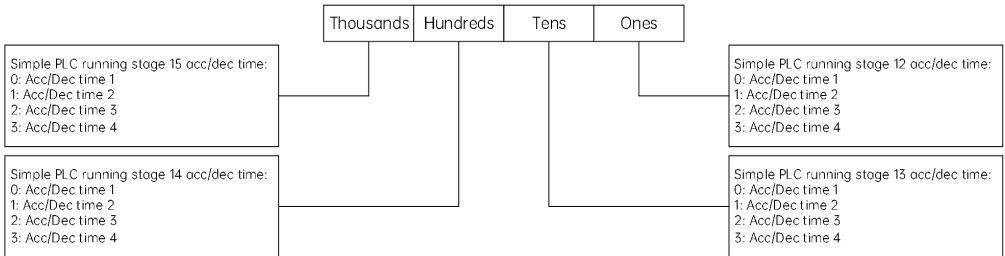 Thousands Hundreds Tens Ones
Simple PLC running stage 15 acc/dec time:
0: Acc/Dec time 1
1: Acc/Dec time 2
2: Acc/Dec time 3
3: Acc/Dec time 4
Simple PLC running stage 12 acc/dec time:
0: Acc/Dec time 1
1: Acc/Dec time 2
2: Acc/Dec time 3
3: Acc/Dec time 4
Simple PLC running stage 14 acc/dec time:
0: Acc/Dec time 1
1: Acc/Dec time 2
2: Acc/Dec time 3
3: Acc/Dec time 4
Simple PLC running stage 13 acc/dec time:
0: Acc/Dec time 1
1: Acc/Dec time 2
2: Acc/Dec time 3
3: Acc/Dec time 4